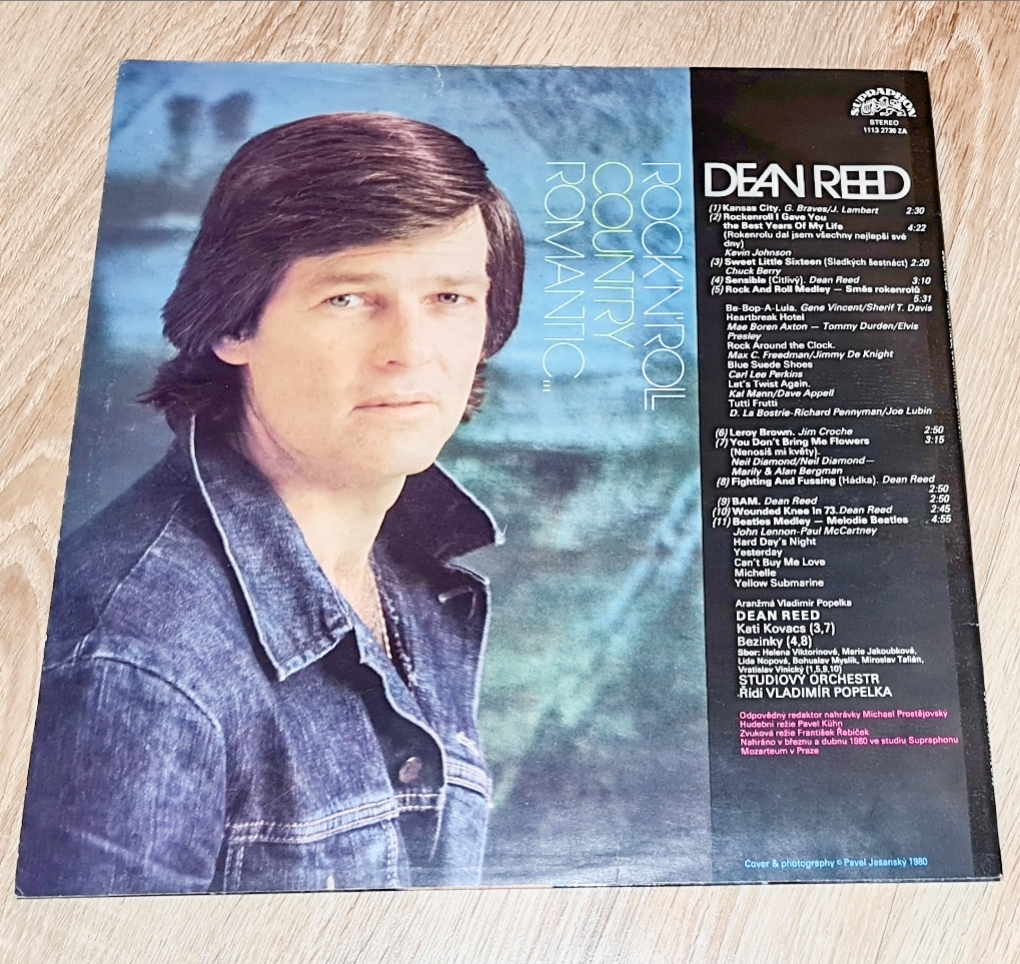 SUPRAPHON
STEREO
1113 2736 ZA
ROCK'N'ROLL
COUNTRY
ROMANTIC...
DEAN REED
(1) Kansas City. G. Braves/J. Lambert 2:30
(2) Rockenroll I Gave You
the Best Years Of My Life 4:22
(Rokenrolu dal jsem všechny nejlepší své
dny)
Kevin Johnson
(3) Sweet Little Sixteen (Sladkých šestnáct) 2:20
Chuck Berry
(4) Sensible (Citlivý). Dean Reed 3:10
(5) Rock And Roll Medley — Směs rokenrolů
5:31
Be-Bop-A-Lula. Gene Vincent/Sherif T. Davis
Heartbreak Hotel
Mae Boren Axton — Tommy Durden/Elvis
Presley
Rock Around the Clock.
Max C. Freedman/Jimmy De Knight
Blue Suede Shoes
Carl Lee Perkins
Let's Twist Again.
Kal Mann/Dave Appell
Tutti Frutti
D. La Bostrie-Richard Pennyman/Joe Lubin
(6) Leroy Brown. Jim Croche 2:50
(7) You Don't Bring Me Flowers 3:15
(Nenosíš mi květy).
Neil Diamond/Neil Diamond—
Marily & Alan Bergman
(8) Fighting And Fussing (Hádka). Dean Reed
2:50
(9) BAM. Dean Reed 2:50
(10) Wounded Knee In 73. Dean Reed 2:45
(11) Beatles Medley — Melodie Beatles 4:55
John Lennon-Paul McCartney
Hard Day's Night
Yesterday
Can't Buy Me Love
Michelle
Yellow Submarine
Aranžmá Vladimír Popelka
DEAN REED
Kati Kovacs (3,7)
Bezinky (4,8)
Sbor: Helena Viktorinová, Marie Jakoubková,
Lída Nopová, Bohuslav Myslík, Miroslav Talián,
Vratislav Vinický (1,5,9,10)
STUDIOVÝ ORCHESTR
Řídí VLADIMÍR POPELKA
Odpovědný redaktor nahrávky Michael Prostějovský
Hudební režie Pavel Kühn
Zvuková režie František Řebíček
Nahráno v březnu a dubnu 1980 ve studiu Supraphonu
Mozarteum v Praze
Cover & photography © Pavel Jasanský 1980